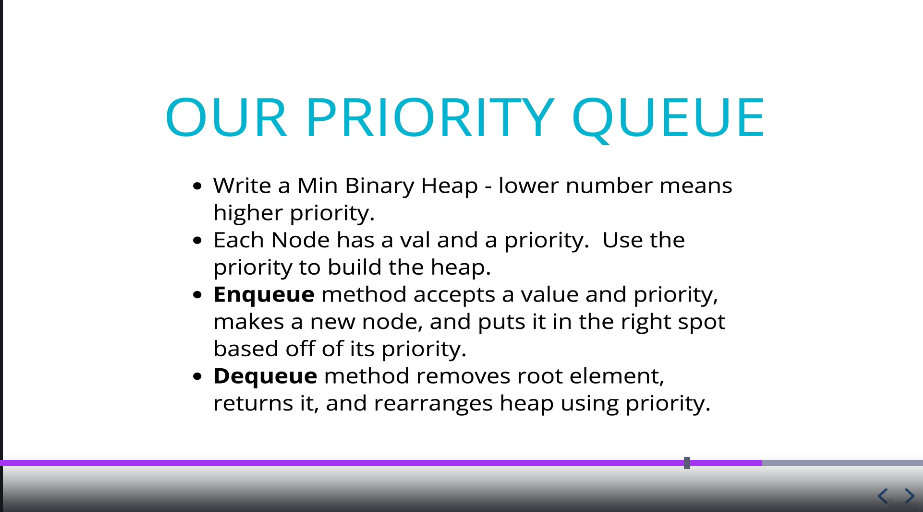 OUR PRIORITY QUEUE
• Write a Min Binary Heap - lower number means
higher priority.
• Each Node has a val and a priority.  Use the
priority to build the heap.
• Enqueue method accepts a value and priority,
makes a new node, and puts it in the right spot
based off of its priority.
• Dequeue method removes root element,
returns it, and rearranges heap using priority.